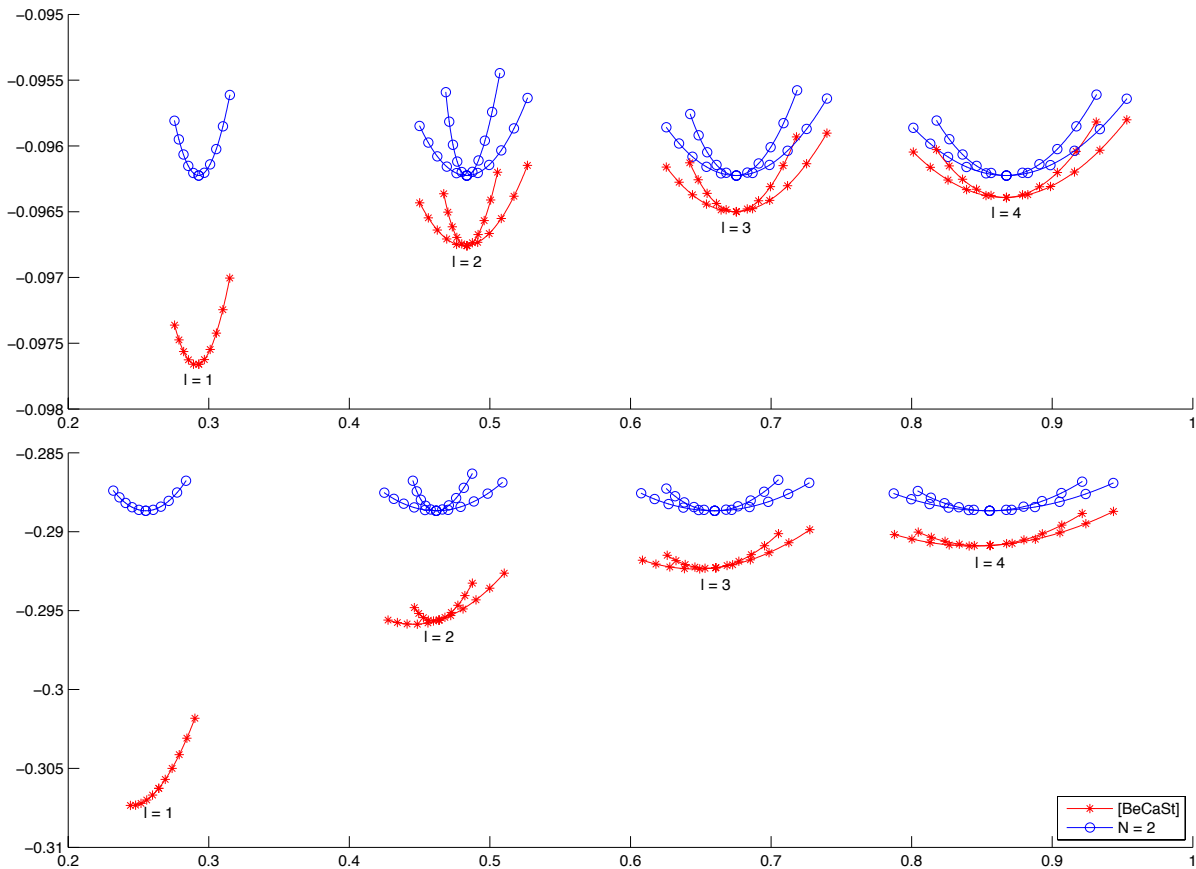 −0.095
−0.0955
−0.096
−0.0965
−0.097
−0.0975
−0.098
l = 1
l = 2
l = 3
l = 4
0.2 0.3 0.4 0.5 0.6 0.7 0.8 0.9 1
−0.285
−0.29
−0.295
−0.3
−0.305
−0.31
l = 1
l = 2
l = 3
l = 4
[BeCaSt]
N = 2
0.2 0.3 0.4 0.5 0.6 0.7 0.8 0.9 1